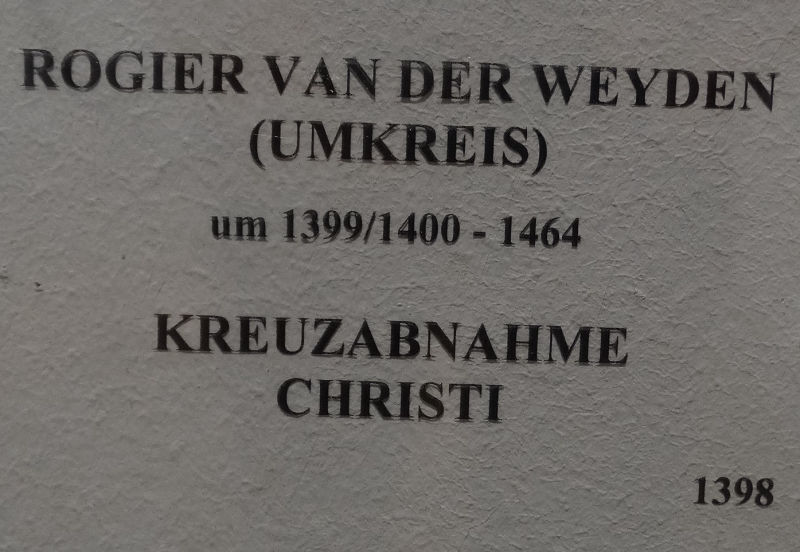 ROGIER VAN DER WEYDEN
(UMKREIS)
um 1399/1400 - 1464
KREUZABNAHME
CHRISTI
1398